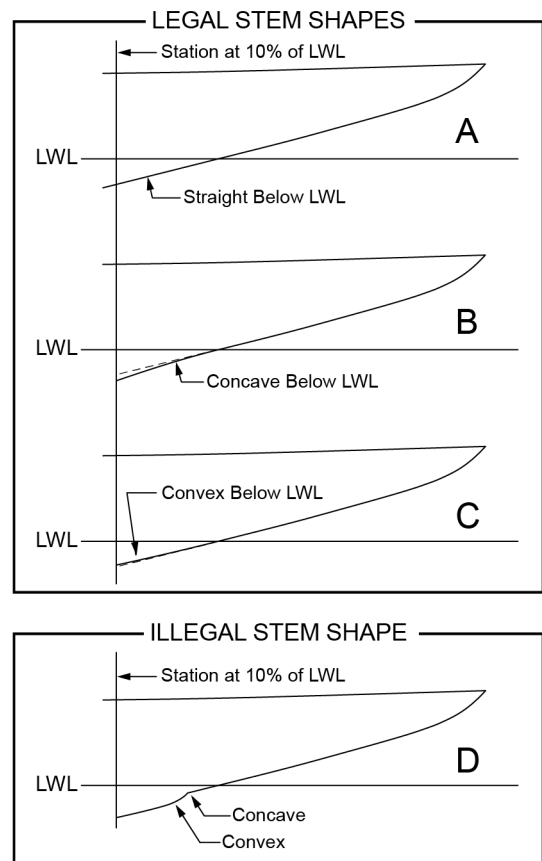 LEGAL STEM SHAPES
Station at 10% of LWL
A
LWL
Straight Below LWL
B
LWL
Concave Below LWL
Convex Below LWL
C
LWL
ILLEGAL STEM SHAPE
Station at 10% of LWL
D
LWL
Concave
Convex